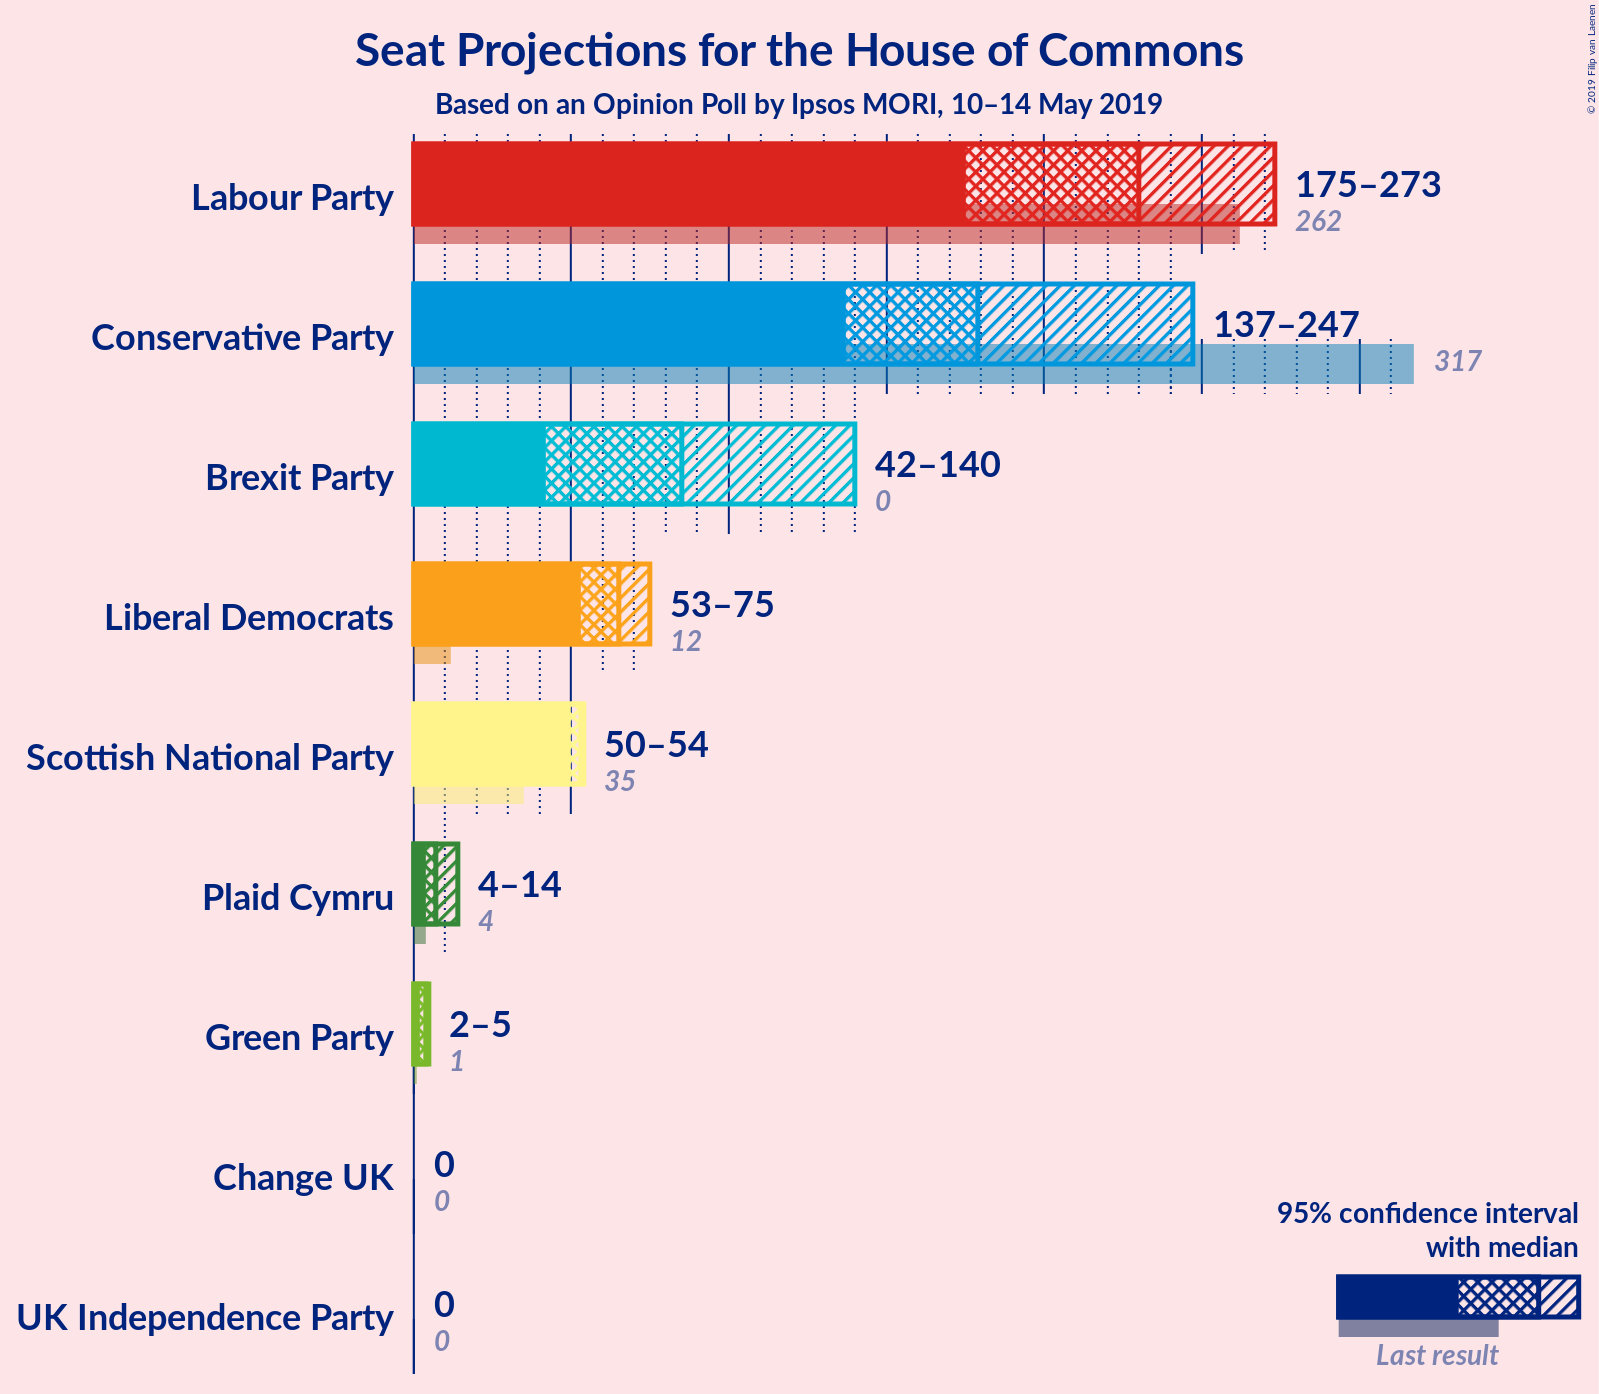 Seat Projections for the House of Commons
Based on an Opinion Poll by Ipsos MORI, 10–14 May 2019
© 2019 Filip van Laenen
Labour Party
175–273
262
Conservative Party
137–247
317
Brexit Party
42–140
0
Liberal Democrats
53–75
12
Scottish National Party
50–54
35
Plaid Cymru
4–14
4
Green Party
2–5
1
Change UK
0
0
UK Independence Party
0
0
95% confidence interval
with median
Last result